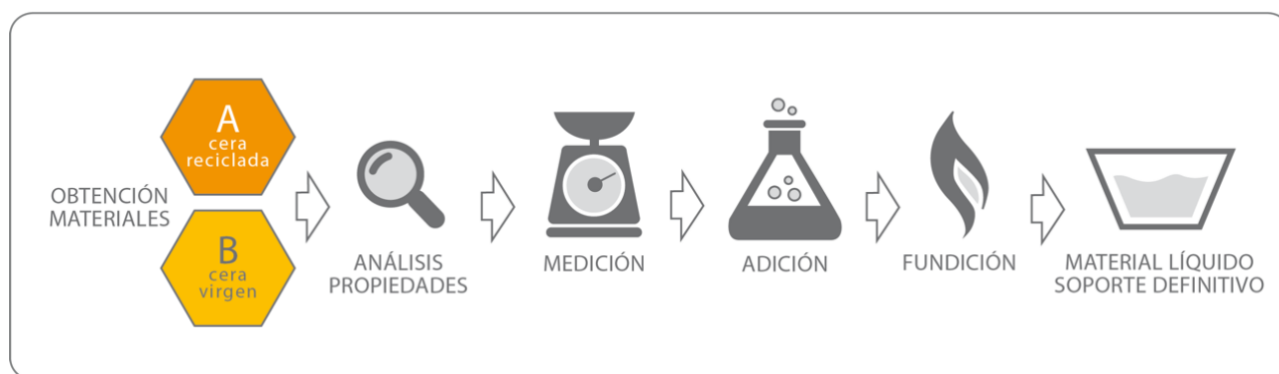 OBTENCIÓN
MATERIALES
A
cera
reciclada
B
cera
virgen
ANÁLISIS
PROPIEDADES
MEDICIÓN
ADICIÓN
FUNDICIÓN
MATERIAL LÍQUIDO
SOPORTE DEFINITIVO